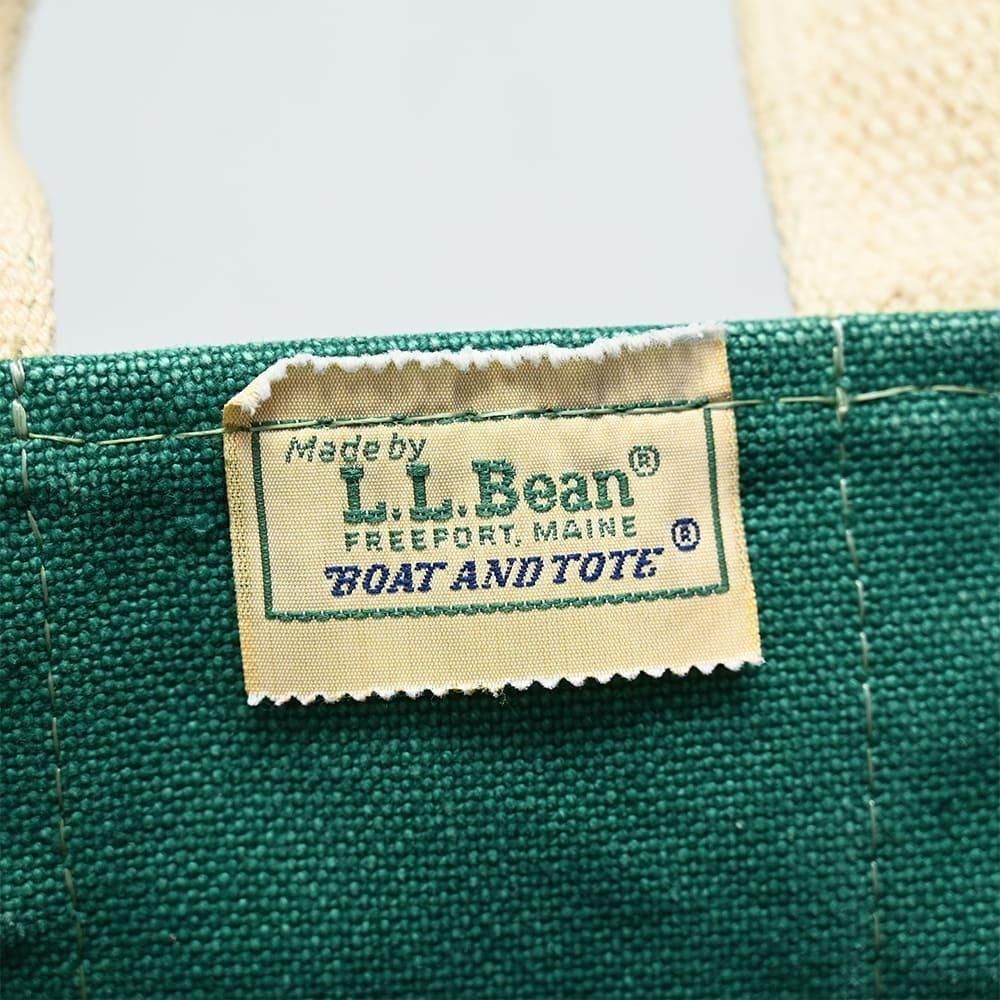 Made by
L.L.Bean®
FREEPORT, MAINE
BOAT AND TOTE®